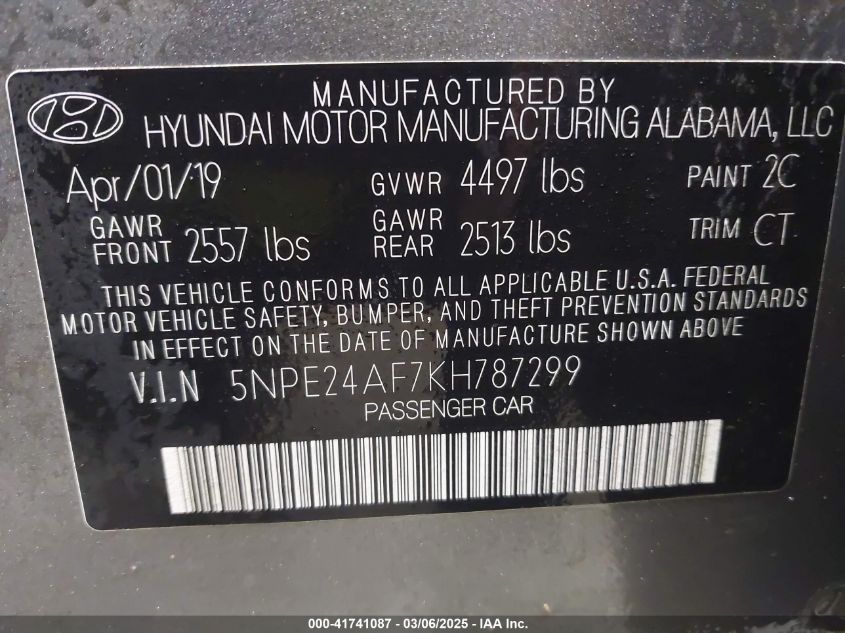 MANUFACTURED BY
HYUNDAI MOTOR MANUFACTURING ALABAMA, LLC
Apr/01/19 GVWR 4497 lbs PAINT 2C
GAWR FRONT 2557 lbs GAWR REAR 2513 lbs TRIM CT
THIS VEHICLE CONFORMS TO ALL APPLICABLE U.S.A. FEDERAL
MOTOR VEHICLE SAFETY, BUMPER, AND THEFT PREVENTION STANDARDS
IN EFFECT ON THE DATE OF MANUFACTURE SHOWN ABOVE
V.I.N 5NPE24AF7KH787299
PASSENGER CAR
000-41741087 - 03/06/2025 - IAA Inc.